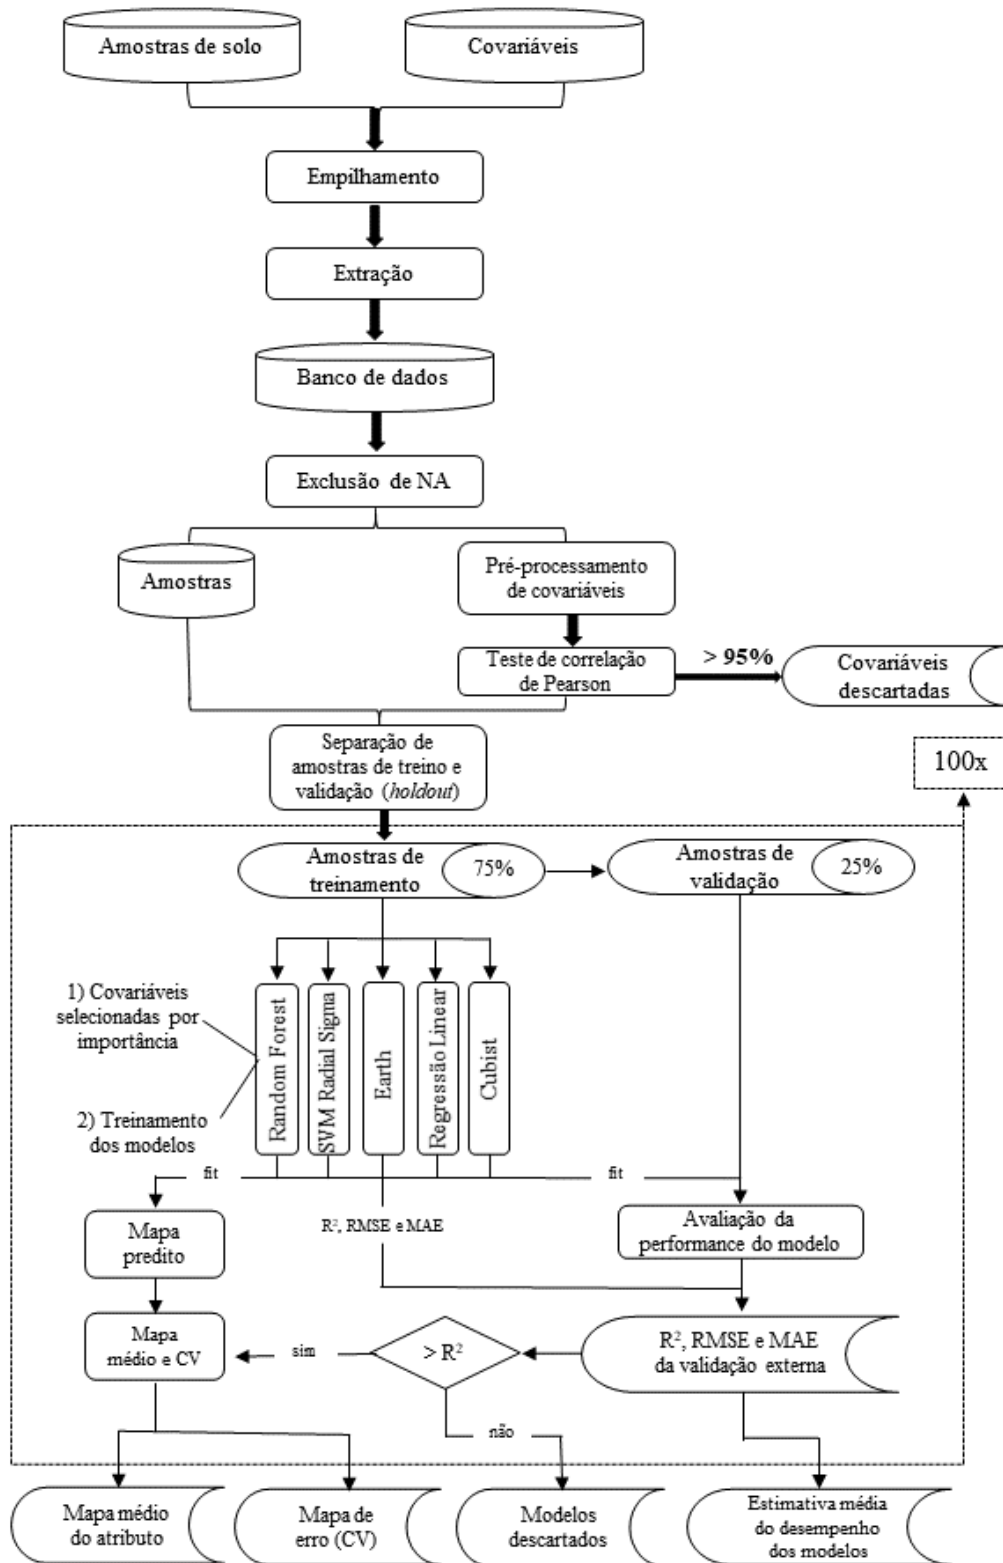 Amostras de solo
Covariáveis
Empilhamento
Extração
Banco de dados
Exclusão de NA
Amostras
Pré-processamento
de covariáveis
Teste de correlação
de Pearson
> 95%
Covariáveis
descartadas
Separação de
amostras de treino e
validação (holdout)
100x
Amostras de
treinamento
75%
Amostras de
validação
25%
1) Covariáveis
selecionadas por
importância
2) Treinamento
dos modelos
Random Forest
SVM Radial Sigma
Earth
Regressão Linear
Cubist
fit
fit
R², RMSE e MAE
Mapa
predito
Avaliação da
performance do modelo
Mapa
médio e CV
sim
> R²
R², RMSE e MAE
da validação externa
não
Mapa médio
do atributo
Mapa de
erro (CV)
Modelos
descartados
Estimativa média
do desempenho
dos modelos